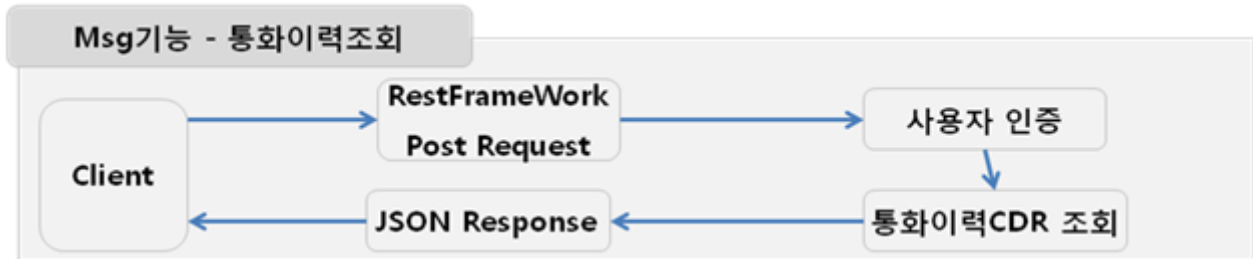 Msg기능 - 통화이력조회
RestFrameWork
Post Request
사용자 인증
Client
JSON Response
통화이력CDR 조회